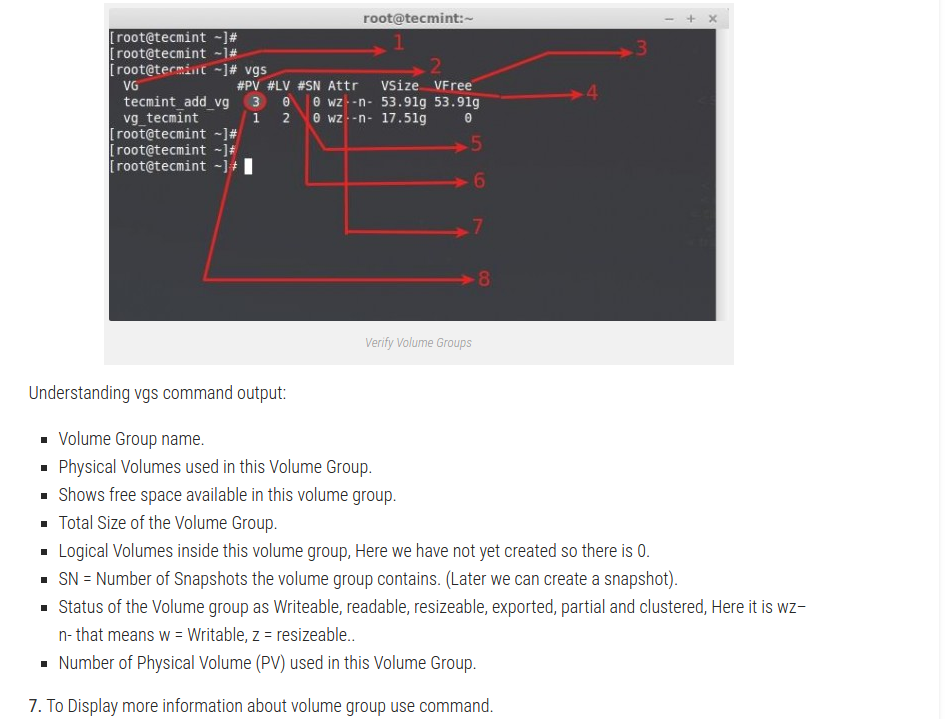 root@tecmint:~ − + ×
[root@tecmint ~]# 1
[root@tecmint ~]# 3
[root@tecmint ~]# vgs 2
VG #PV #LV #SN Attr VSize VFree 4
tecmint_add_vg 3 0 0 wz--n- 53.91g 53.91g
vg_tecmint 1 2 0 wz--n- 17.51g 0
[root@tecmint ~]#
[root@tecmint ~]# 5
[root@tecmint ~]#
6
7
8
Verify Volume Groups
Understanding vgs command output:
▪ Volume Group name.
▪ Physical Volumes used in this Volume Group.
▪ Shows free space available in this volume group.
▪ Total Size of the Volume Group.
▪ Logical Volumes inside this volume group, Here we have not yet created so there is 0.
▪ SN = Number of Snapshots the volume group contains. (Later we can create a snapshot).
▪ Status of the Volume group as Writeable, readable, resizeable, exported, partial and clustered, Here it is wz–
n- that means w = Writable, z = resizeable..
▪ Number of Physical Volume (PV) used in this Volume Group.
7. To Display more information about volume group use command.